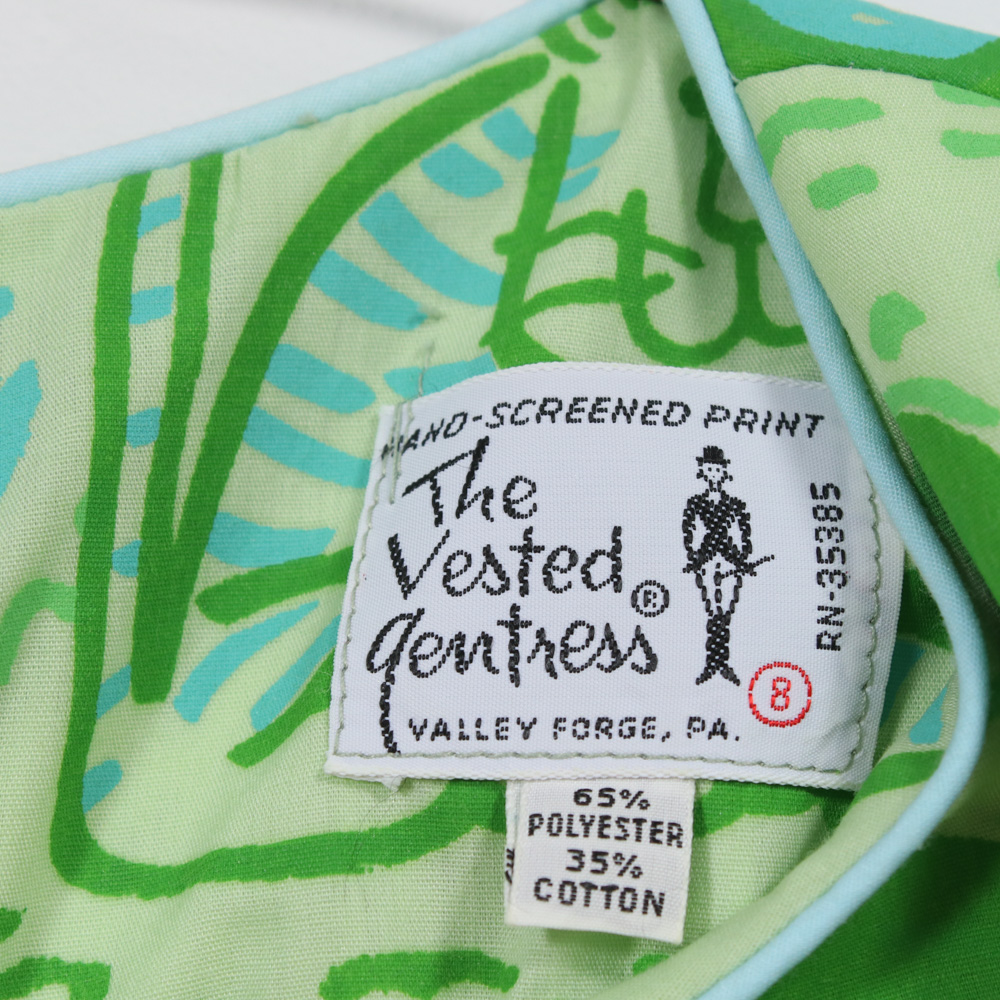 HAND-SCREENED PRINT
The
Vested
gentress®
RN-35385
8
VALLEY FORGE, PA.
65%
POLYESTER
35%
COTTON